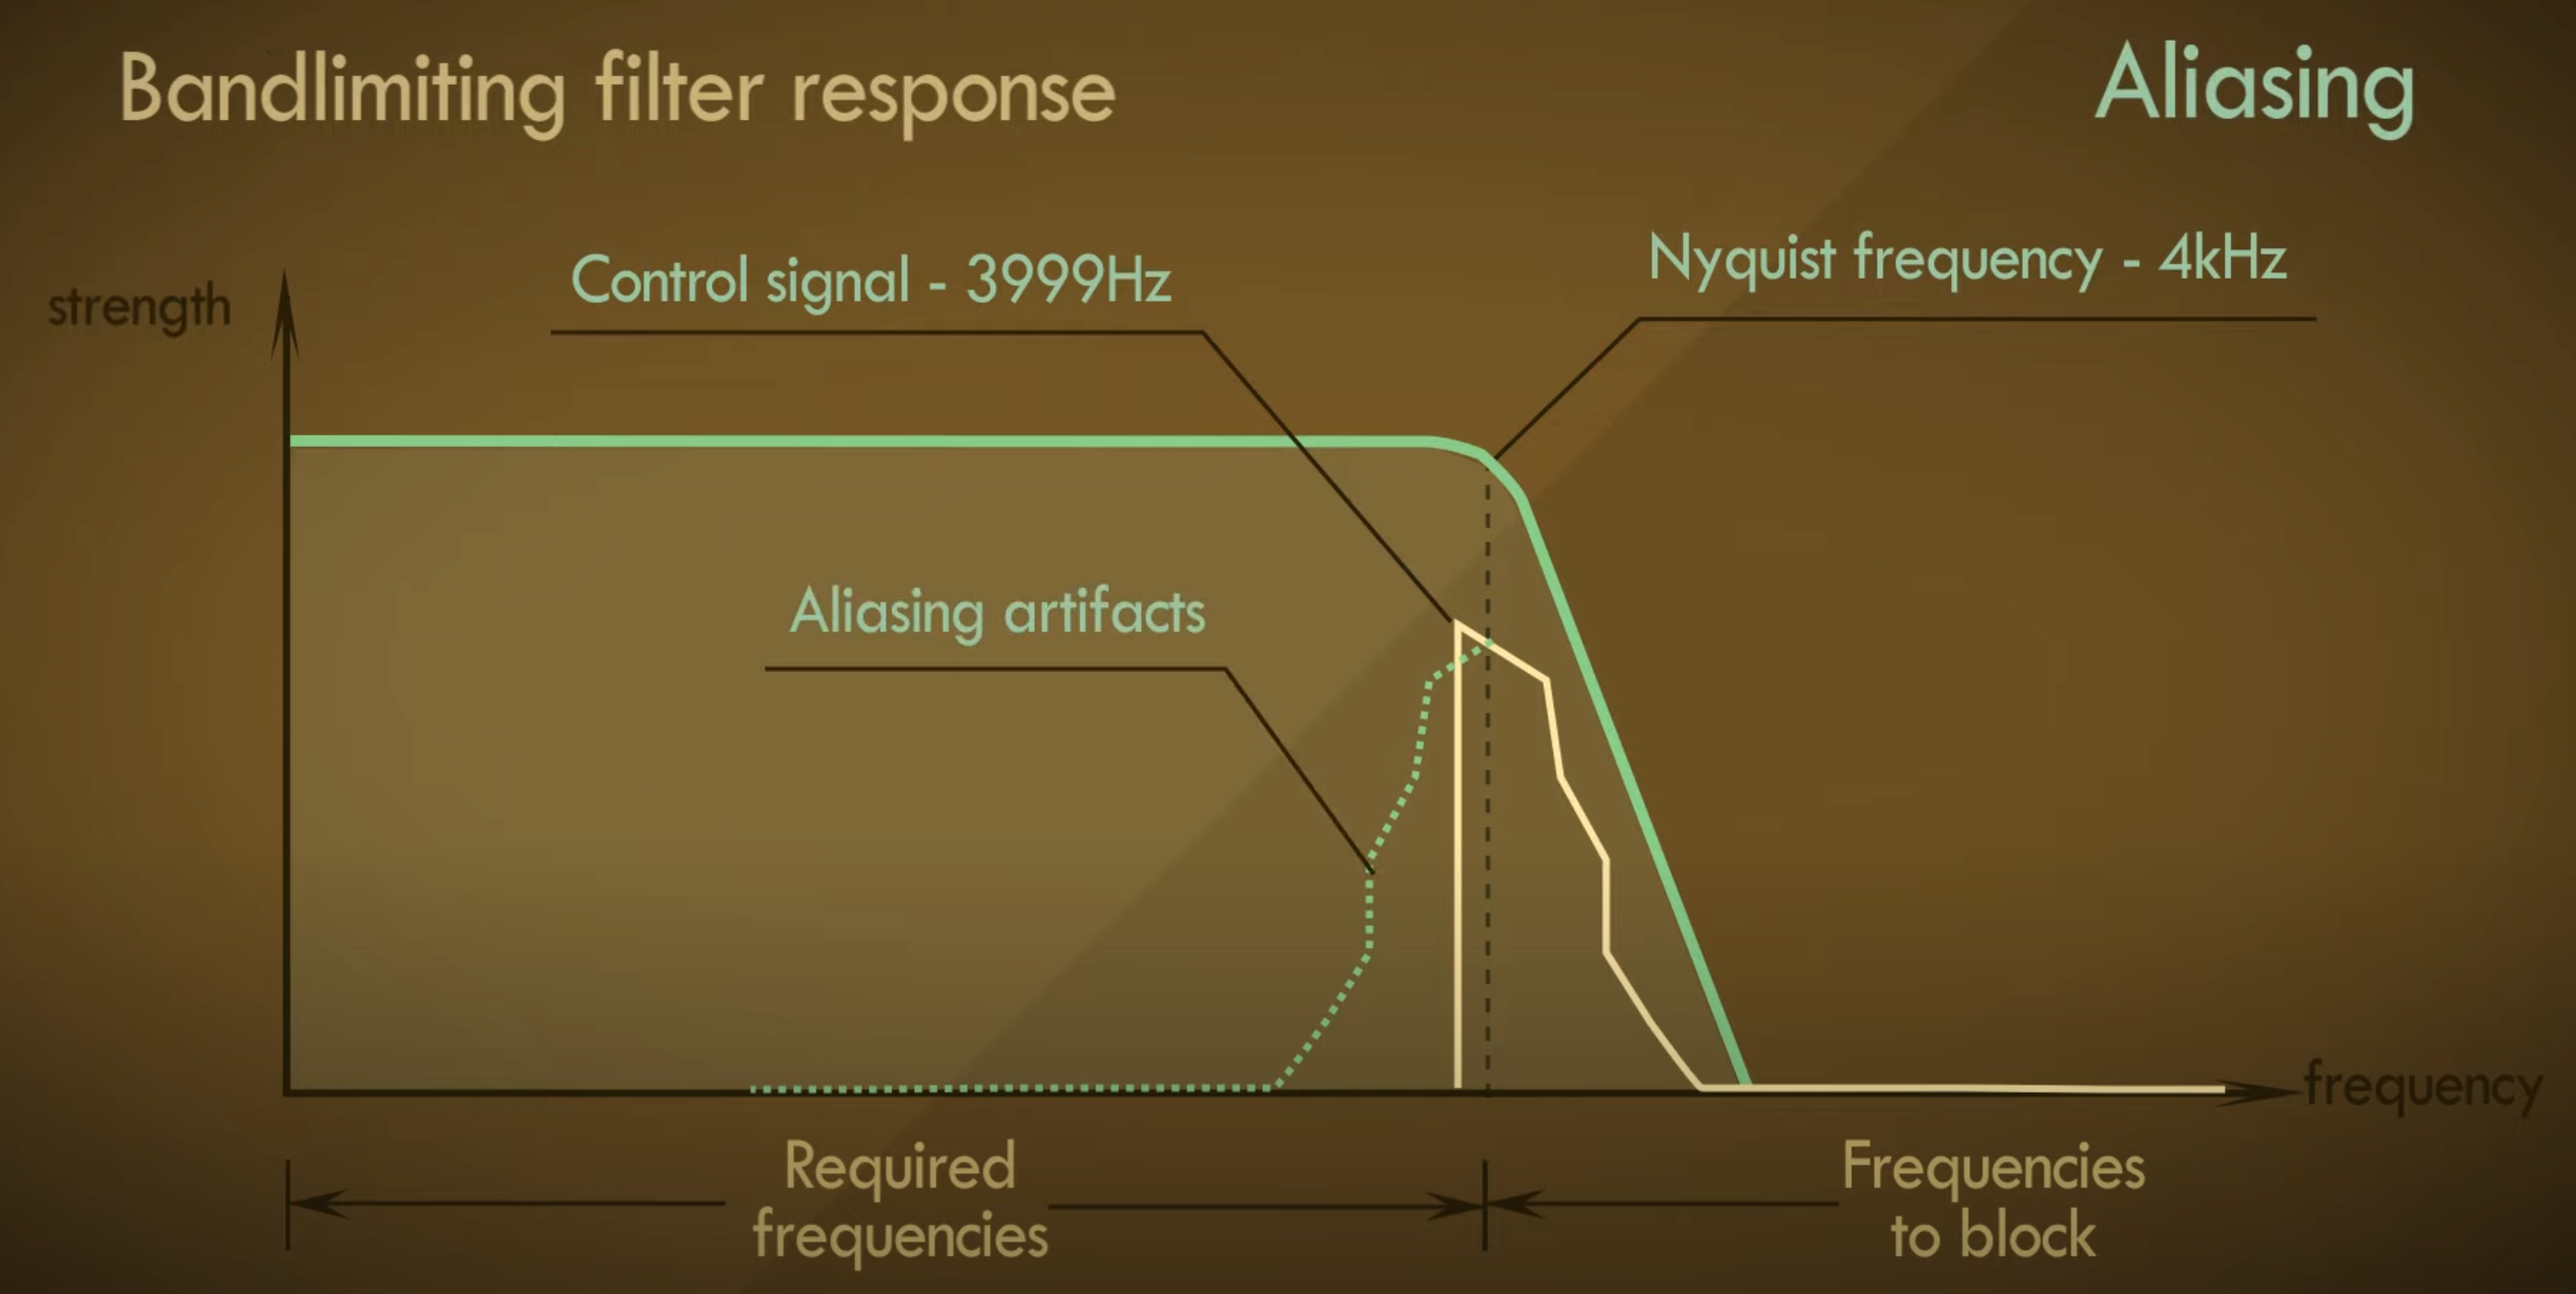 Bandlimiting filter response
Aliasing
Nyquist frequency - 4kHz
Control signal - 3999Hz
strength
Aliasing artifacts
frequency
Required
frequencies
Frequencies
to block